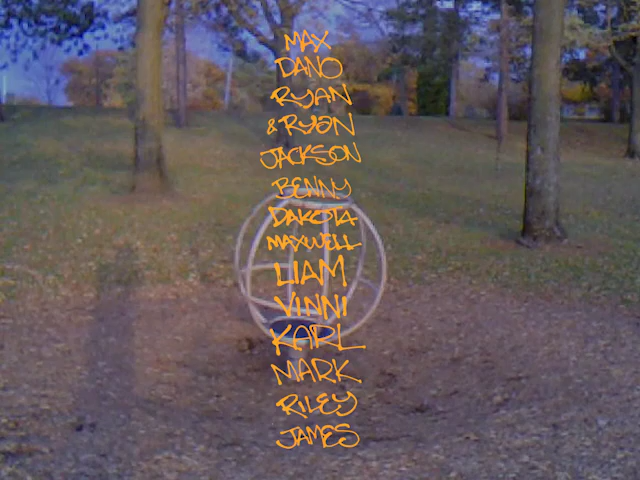 MAX
DANO
RYAN
& RYAN
JACKSON
BENNY
DAKOTA
MAXWELL
LIAM
VINNI
KARL
MARK
RILEY
JAMES